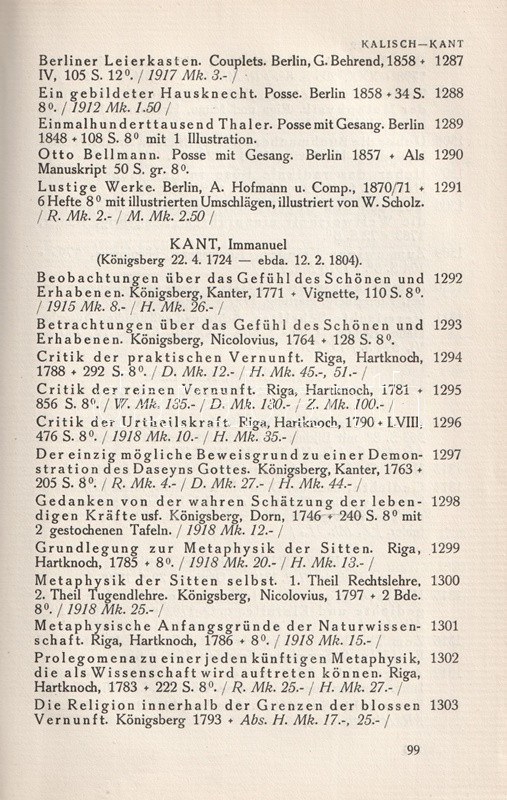 KALISCH—KANT
Berliner Leierkasten. Couplets. Berlin, G. Behrend, 1858 + 1287
IV, 105 S. 12⁰. / 1917 Mk. 3.- /
Ein gebildeter Hausknecht. Posse. Berlin 1858 + 34 S. 1288
8⁰. / 1912 Mk. 1.50 /
Einmalhunderttausend Thaler. Posse mit Gesang. Berlin 1289
1848 + 108 S. 8⁰ mit 1 Illustration.
Otto Bellmann. Posse mit Gesang. Berlin 1857 + Als 1290
Manuskript 50 S. gr. 8⁰.
Lustige Werke. Berlin, A. Hofmann u. Comp., 1870/71 + 1291
6 Hefte 8⁰ mit illustrierten Umschlägen, illustriert von W. Scholz.
/ R. Mk. 2.- / M. Mk. 2.50 /
KANT, Immanuel
(Königsberg 22. 4. 1724 — ebda. 12. 2. 1804).
Beobachtungen über das Gefühl des Schönen und 1292
Erhabenen. Königsberg, Kanter, 1771 + Vignette, 110 S. 8⁰.
/ 1915 Mk. 8.- / H. Mk. 26.- /
Betrachtungen über das Gefühl des Schönen und 1293
Erhabenen. Königsberg, Nicolovius, 1764 + 128 S. 8⁰.
Critik der praktischen Vernunft. Riga, Hartknoch, 1294
1788 + 292 S. 8⁰. / D. Mk. 12.- / H. Mk. 45.-, 51.- /
Critik der reinen Vernunft. Riga, Hartknoch, 1781 + 1295
856 S. 8⁰. / W. Mk. 135.- / D. Mk. 130.- / Z. Mk. 100.- /
Critik der Urtheilskraft. Riga, Hartknoch, 1790 + LVIII, 1296
476 S. 8⁰. / 1918 Mk. 10.- / H. Mk. 35.- /
Der einzig mögliche Beweisgrund zu einer Demon- 1297
stration des Daseyns Gottes. Königsberg, Kanter, 1763 +
205 S. 8⁰. / R. Mk. 4.- / D. Mk. 27.- / H. Mk. 44.- /
Gedanken von der wahren Schätzung der leben- 1298
digen Kräfte usf. Königsberg, Dorn, 1746 + 240 S. 8⁰ mit
2 gestochenen Tafeln. / 1918 Mk. 12.- /
Grundlegung zur Metaphysik der Sitten. Riga, 1299
Hartknoch, 1785 + 8⁰. / 1918 Mk. 20.- / H. Mk. 13.- /
Metaphysik der Sitten selbst. 1. Theil Rechtslehre, 1300
2. Theil Tugendlehre. Königsberg, Nicolovius, 1797 + 2 Bde.
8⁰. / 1918 Mk. 25.- /
Metaphysische Anfangsgründe der Naturwissen- 1301
schaft. Riga, Hartknoch, 1786 + 8⁰. / 1918 Mk. 15.- /
Prolegomena zu einer jeden künftigen Metaphysik, 1302
die als Wissenschaft wird auftreten können. Riga,
Hartknoch, 1783 + 222 S. 8⁰. / R. Mk. 25.- / H. Mk. 27.- /
Die Religion innerhalb der Grenzen der blossen 1303
Vernunft. Königsberg 1793 + Abs. H. Mk. 17.-, 25.- /
99